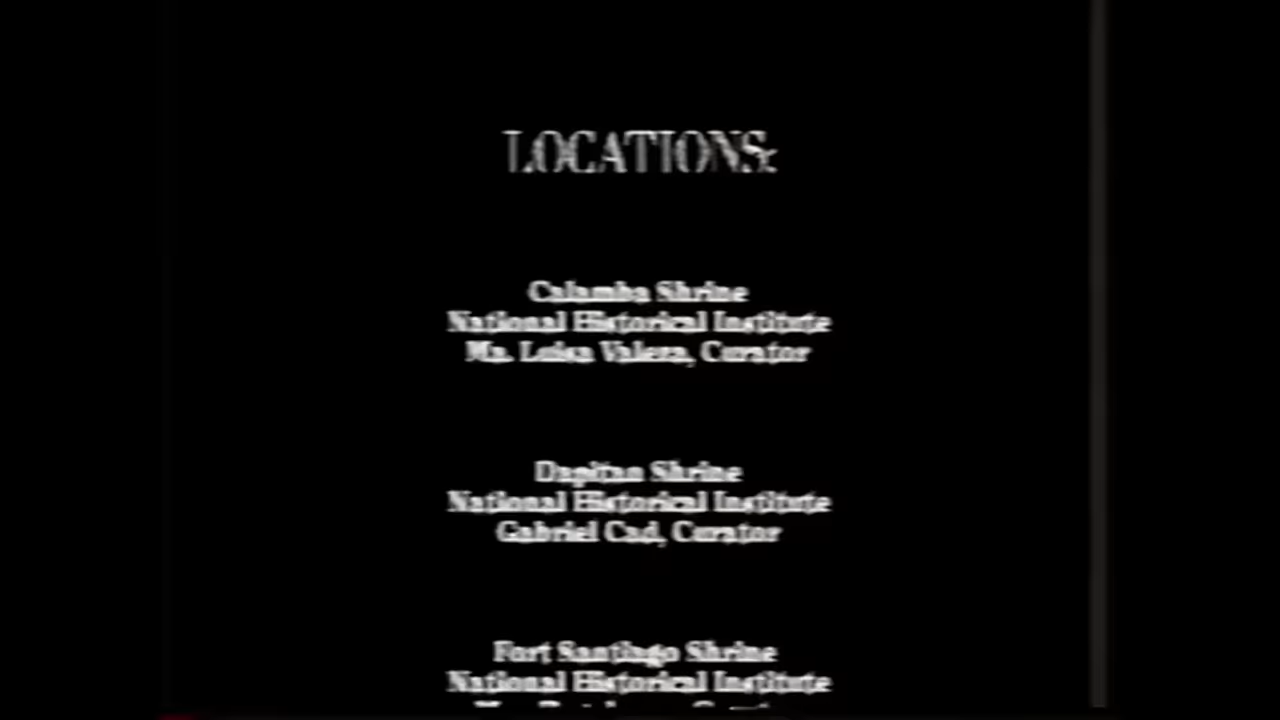 LOCATIONS:
Calamba Shrine
National Historical Institute
Ma. Luisa Valera, Curator
Dapitan Shrine
National Historical Institute
Gabriel Cad, Curator
Fort Santiago Shrine
National Historical Institute